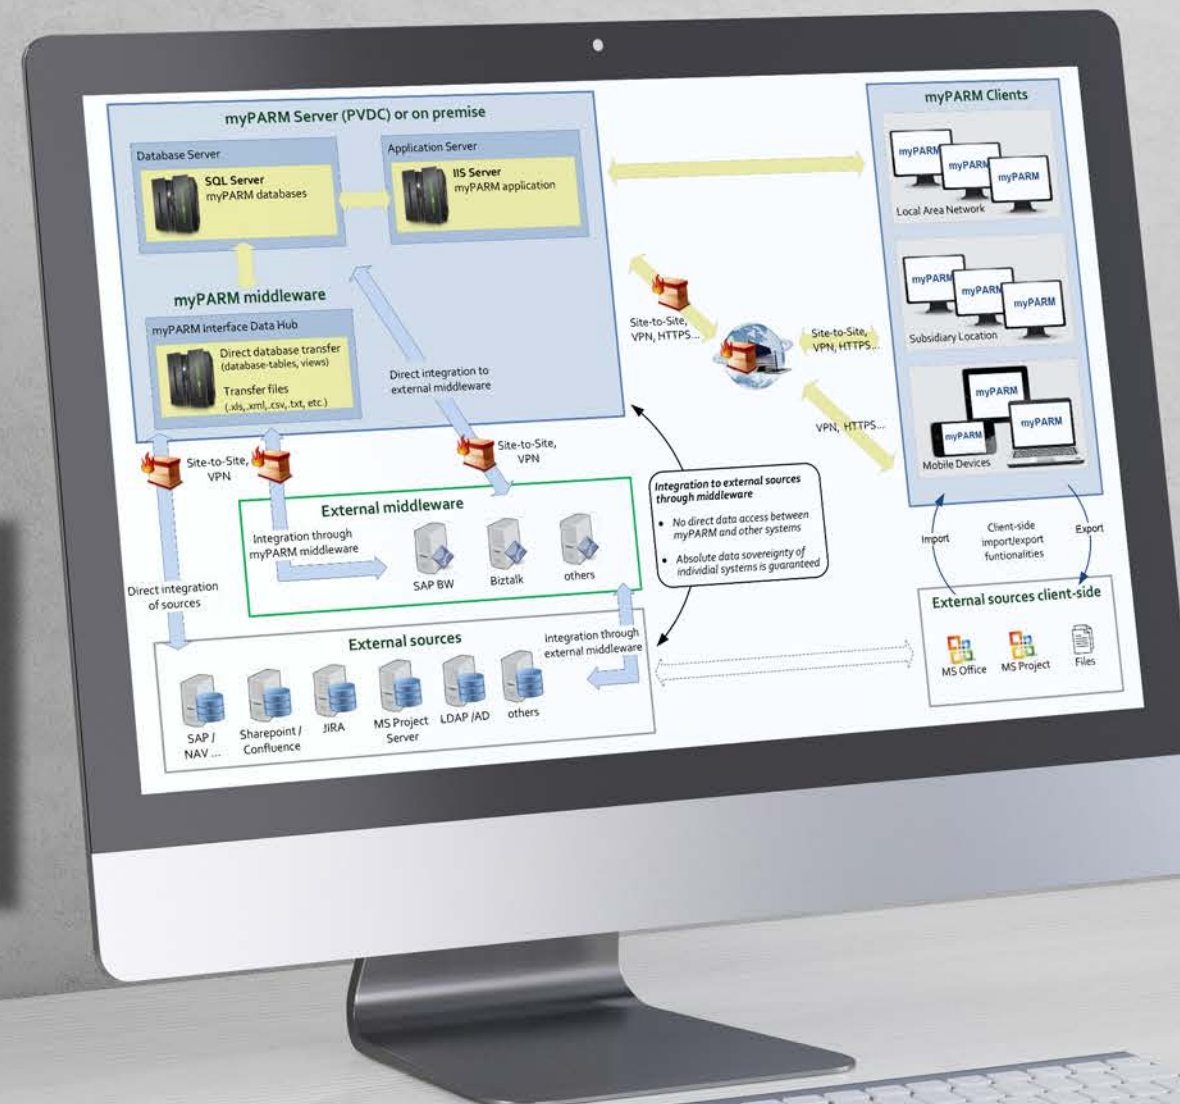 myPARM Server (PVDC) or on premise
Database Server
SQL Server
myPARM databases
Application Server
IIS Server
myPARM application
myPARM middleware
myPARM Interface Data Hub
Direct database transfer
(database-tables, views)
Transfer files
(.xls,.xml,.csv,.txt, etc.)
Direct integration to
external middleware
Site-to-Site,
VPN, HTTPS...
Site-to-Site,
VPN, HTTPS...
VPN, HTTPS...
myPARM Clients
myPARM
myPARM
myPARM
Local Area Network
myPARM
myPARM
myPARM
Subsidiary Location
myPARM
myPARM
myPARM
Mobile Devices
Site-to-Site,
VPN
Site-to-Site,
VPN
External middleware
Integration through
myPARM middleware
SAP BW
Biztalk
others
Integration to external sources
through middleware
• No direct data access between
myPARM and other systems
• Absolute data sovereignty of
individial systems is guaranteed
Import
Client-side
import/export
funtionalities
Export
Direct integration
of sources
External sources
Integration through
external middleware
SAP /
NAV ...
Sharepoint /
Confluence
JiRA
MS Project
Server
LDAP /AD
others
External sources client-side
MS Office
MS Project
Files